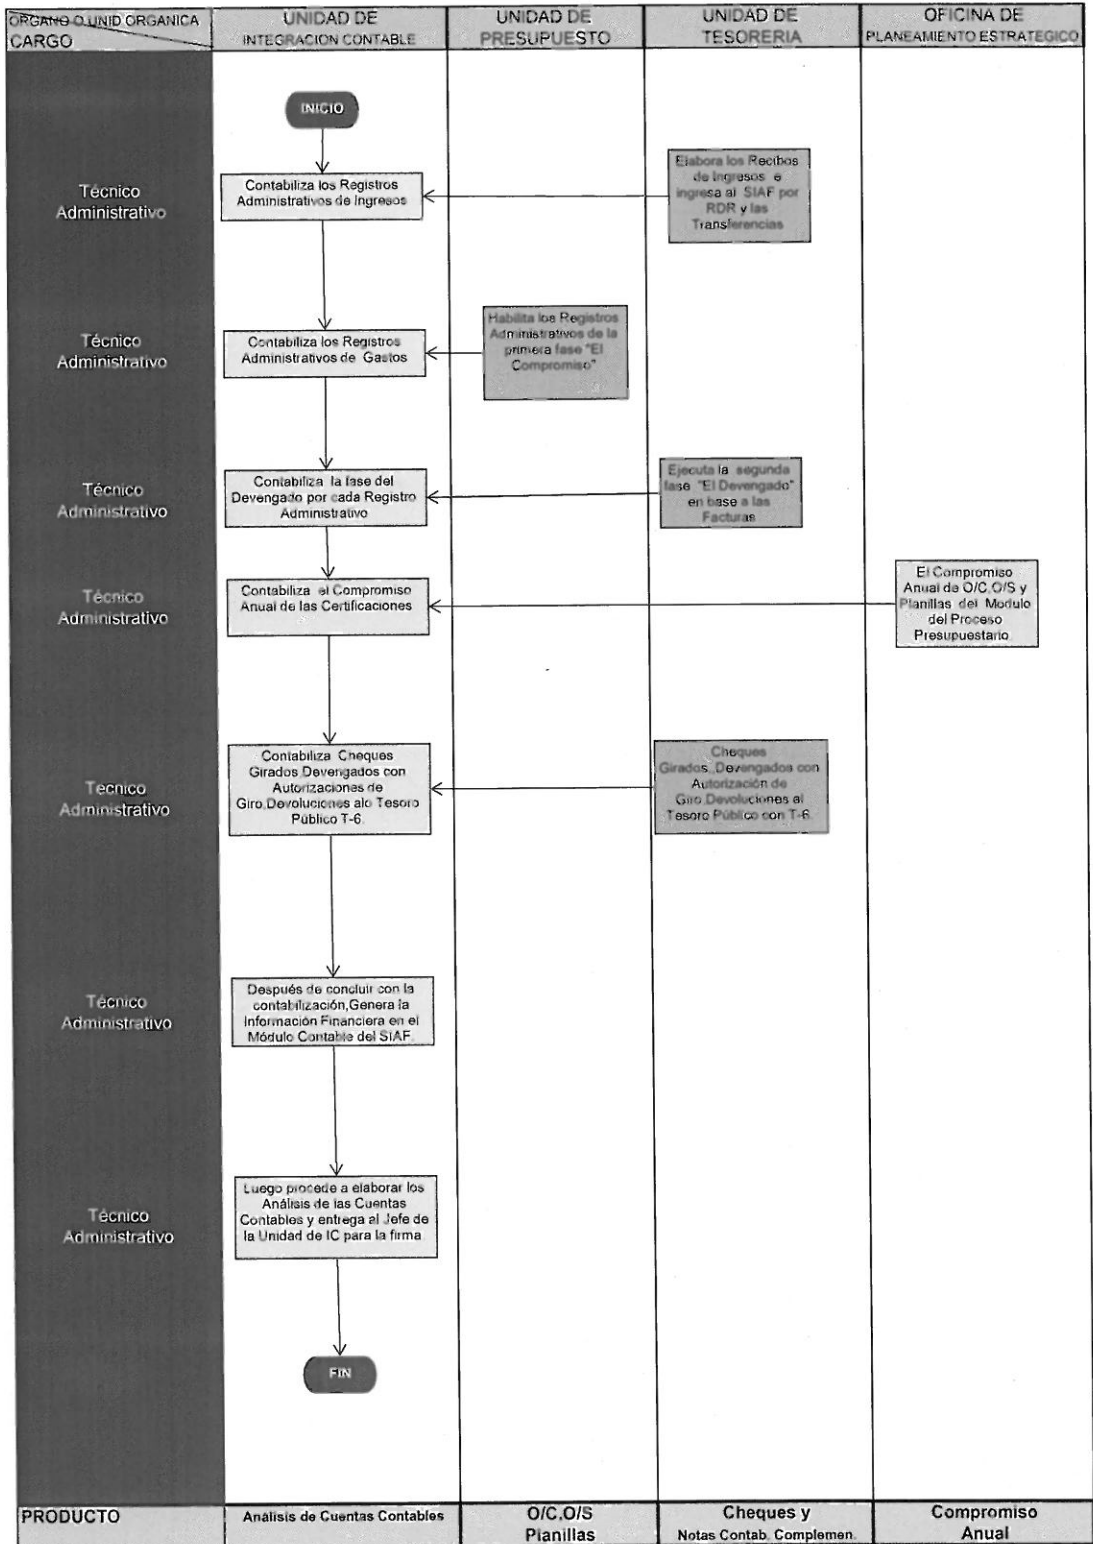 ORGANO O UNID ORGANICA
CARGO
UNIDAD DE
INTEGRACION CONTABLE
UNIDAD DE
PRESUPUESTO
UNIDAD DE
TESORERIA
OFICINA DE
PLANEAMIENTO ESTRATEGICO
INICIO
Técnico
Administrativo
Contabiliza los Registros
Administrativos de Ingresos
Elabora los Recibos
de Ingresos e
ingresa al SIAF por
RDR y las
Transferencias
Técnico
Administrativo
Contabiliza los Registros
Administrativos de Gastos
Habilita los Registros
Administrativos de la
primera fase "El
Compromiso"
Técnico
Administrativo
Contabiliza la fase del
Devengado por cada Registro
Administrativo
Ejecuta la segunda
fase "El Devengado"
en base a las
Facturas
Técnico
Administrativo
Contabiliza el Compromiso
Anual de las Certificaciones
El Compromiso
Anual de O/C,O/S y
Planillas del Modulo
del Proceso
Presupuestario
Tecnico
Administrativo
Contabiliza Cheques
Girados,Devengados con
Autorizaciones de
Giro,Devoluciones alo Tesoro
Público T-6.
Cheques
Girados,Devengados con
Autorización de
Giro,Devoluciones al
Tesoro Público con T-6.
Técnico
Administrativo
Después de concluir con la
contabilización,Genera la
Información Financiera en el
Módulo Contable del SIAF.
Técnico
Administrativo
Luego procede a elaborar los
Análisis de las Cuentas
Contables y entrega al Jefe de
la Unidad de IC para la firma
FIN
PRODUCTO
Análisis de Cuentas Contables
O/C,O/S
Planillas
Cheques y
Notas Contab. Complemen.
Compromiso
Anual